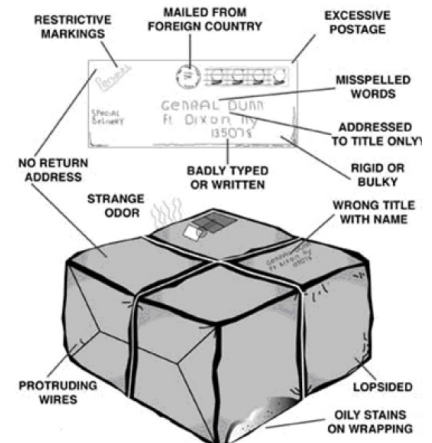 RESTRICTIVE
MARKINGS
MAILED FROM
FOREIGN COUNTRY
EXCESSIVE
POSTAGE
MISSPELLED
WORDS
SPECIAL
DELIVERY
GENRAL DUNN
Ft Dixon Ny
135078
ADDRESSED
TO TITLE ONLY
NO RETURN
ADDRESS
BADLY TYPED
OR WRITTEN
RIGID OR
BULKY
STRANGE
ODOR
WRONG TITLE
WITH NAME
PROTRUDING
WIRES
LOPSIDED
OILY STAINS
ON WRAPPING